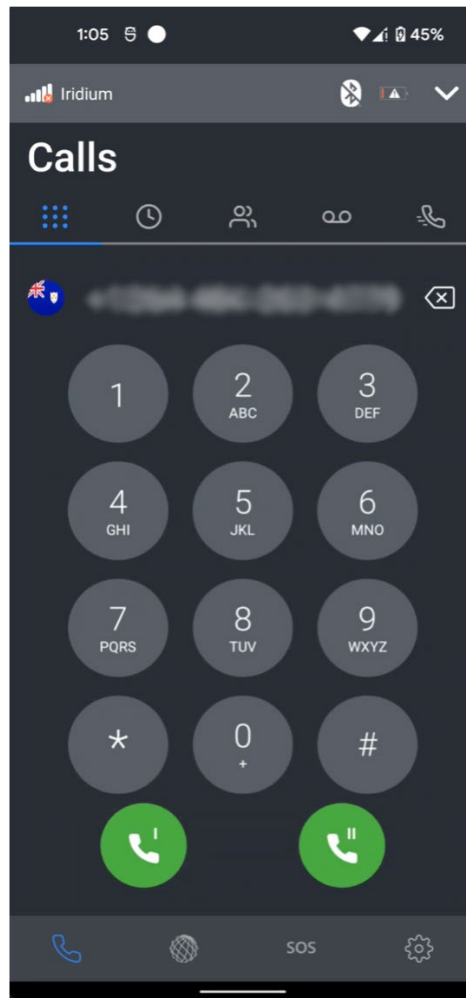 1:05 45%
Iridium
Calls
1 2 3
ABC DEF
4 5 6
GHI JKL MNO
7 8 9
PQRS TUV WXYZ
* 0 #
+
I II
SOS